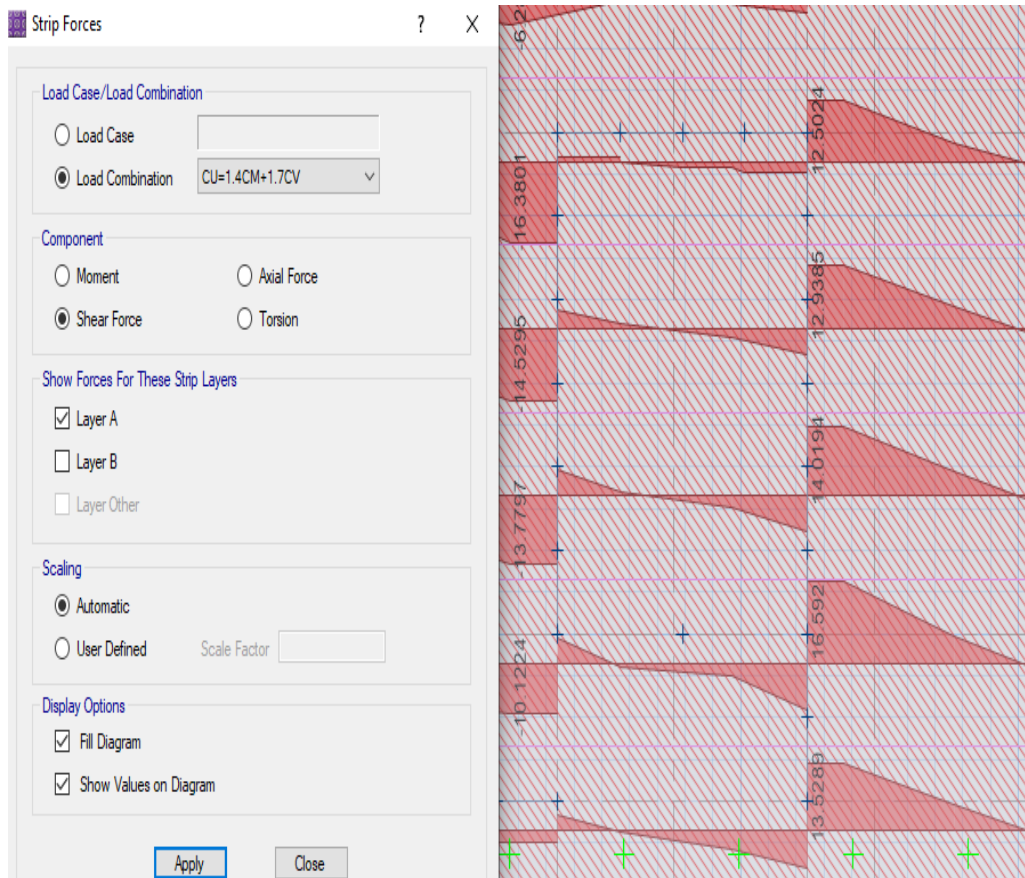 Strip Forces
?
Load Case/Load Combination
Load Case
Load Combination
CU=1.4CM+1.7CV
Component
Moment
Axial Force
Shear Force
Torsion
Show Forces For These Strip Layers
Layer A
Layer B
Layer Other
Scaling
Automatic
User Defined
Scale Factor
Display Options
Fill Diagram
Show Values on Diagram
Apply
Close
-16.3801
12.5024
-14.5295
12.9385
-13.7797
14.0194
-10.1224
16.592
13.5289